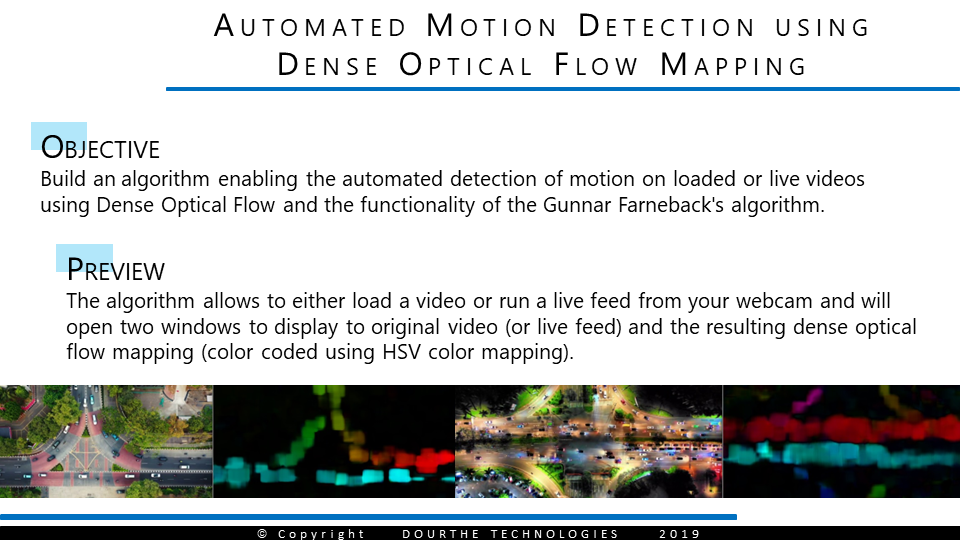 Automated Motion Detection using
Dense Optical Flow Mapping
Objective
Build an algorithm enabling the automated detection of motion on loaded or live videos
using Dense Optical Flow and the functionality of the Gunnar Farneback's algorithm.
Preview
The algorithm allows to either load a video or run a live feed from your webcam and will
open two windows to display to original video (or live feed) and the resulting dense optical
flow mapping (color coded using HSV color mapping).
© Copyright DOURTHE TECHNOLOGIES 2019